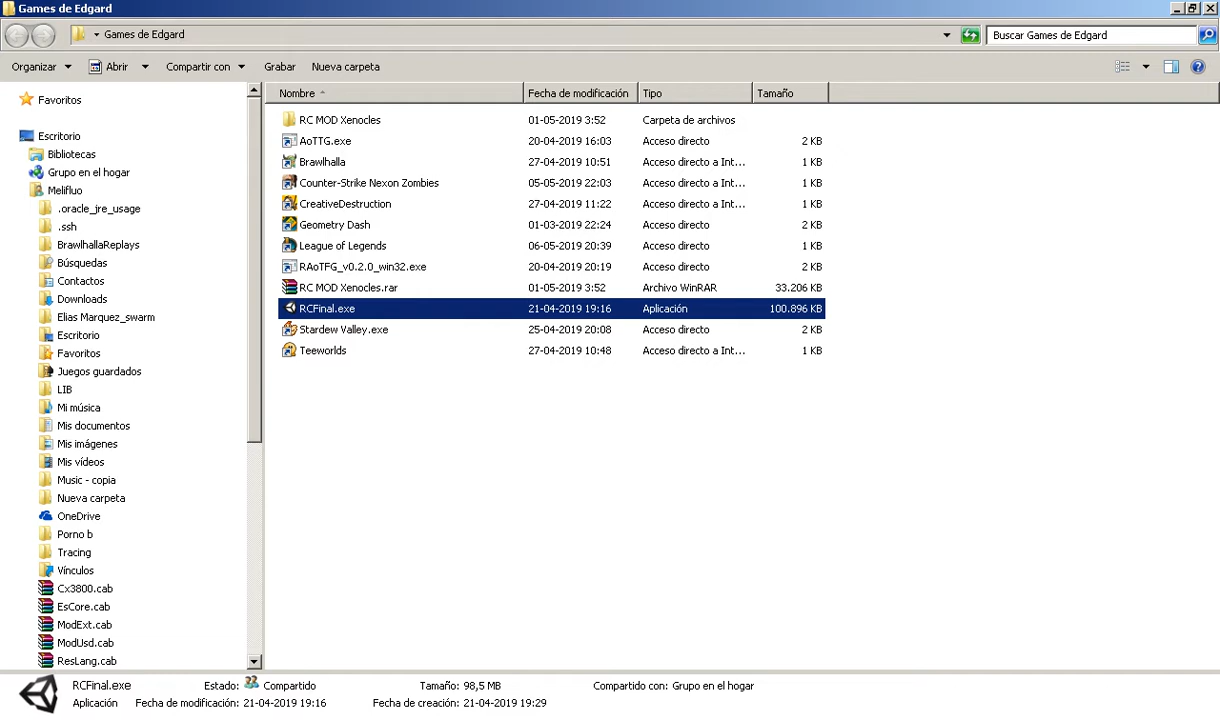 Games de Edgard
Games de Edgard
Buscar Games de Edgard
Organizar Abrir Compartir con Grabar Nueva carpeta
Favoritos
Escritorio
Bibliotecas
Grupo en el hogar
Melifluo
.oracle_jre_usage
.ssh
BrawlhallaReplays
Búsquedas
Contactos
Downloads
Elias Marquez_swarm
Escritorio
Favoritos
Juegos guardados
LIB
Mi música
Mis documentos
Mis imágenes
Mis vídeos
Music - copia
Nueva carpeta
OneDrive
Porno b
Tracing
Vínculos
Cx3800.cab
EsCore.cab
ModExt.cab
ModUsd.cab
ResLang.cab
Nombre Fecha de modificación Tipo Tamaño
RC MOD Xenocles 01-05-2019 3:52 Carpeta de archivos
AoTTG.exe 20-04-2019 16:03 Acceso directo 2 KB
Brawlhalla 27-04-2019 10:51 Acceso directo a Int... 1 KB
Counter-Strike Nexon Zombies 05-05-2019 22:03 Acceso directo a Int... 1 KB
CreativeDestruction 27-04-2019 11:22 Acceso directo a Int... 1 KB
Geometry Dash 01-03-2019 22:24 Acceso directo 2 KB
League of Legends 06-05-2019 20:39 Acceso directo 1 KB
RAoTFG_v0.2.0_win32.exe 20-04-2019 20:19 Acceso directo 2 KB
RC MOD Xenocles.rar 01-05-2019 3:52 Archivo WinRAR 33.206 KB
RCFinal.exe 21-04-2019 19:16 Aplicación 100.896 KB
Stardew Valley.exe 25-04-2019 20:08 Acceso directo 2 KB
Teeworlds 27-04-2019 10:48 Acceso directo a Int... 1 KB
RCFinal.exe Estado: Compartido Tamaño: 98,5 MB Compartido con: Grupo en el hogar
Aplicación Fecha de modificación: 21-04-2019 19:16 Fecha de creación: 21-04-2019 19:29